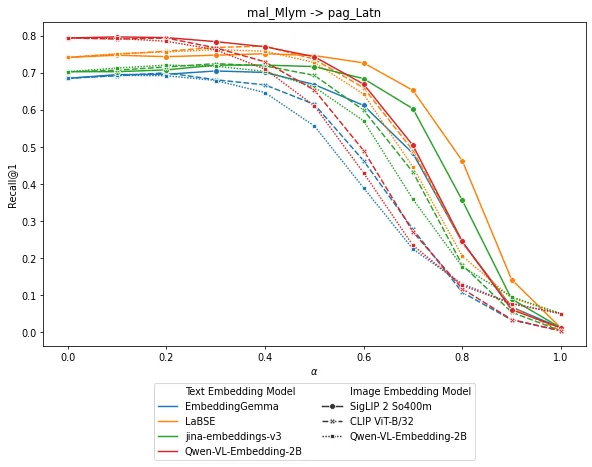 mal_Mlym -> pag_Latn
Recall@1
0.8
0.7
0.6
0.5
0.4
0.3
0.2
0.1
0.0
0.0 0.2 0.4 0.6 0.8 1.0
α
Text Embedding Model
EmbeddingGemma
LaBSE
jina-embeddings-v3
Qwen-VL-Embedding-2B
Image Embedding Model
SigLIP 2 So400m
CLIP ViT-B/32
Qwen-VL-Embedding-2B